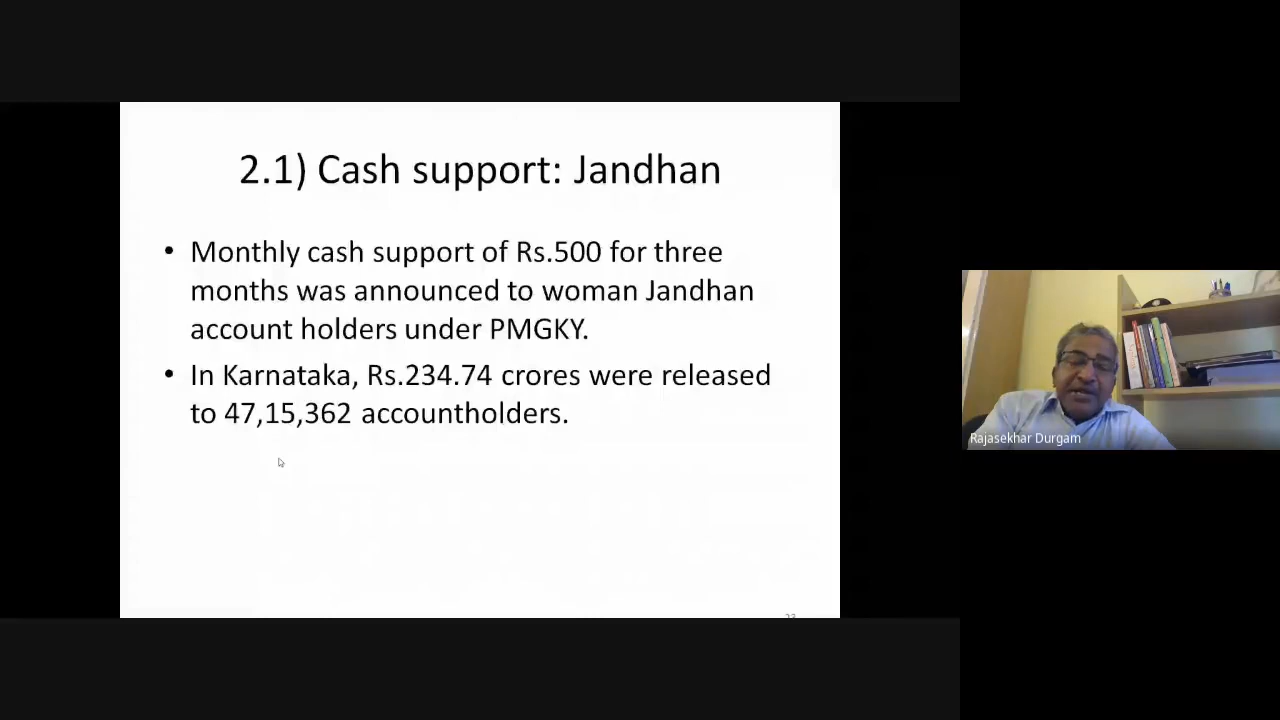 2.1) Cash support: Jandhan
• Monthly cash support of Rs.500 for three
months was announced to woman Jandhan
account holders under PMGKY.
• In Karnataka, Rs.234.74 crores were released
to 47,15,362 accountholders.
Rajasekhar Durgam